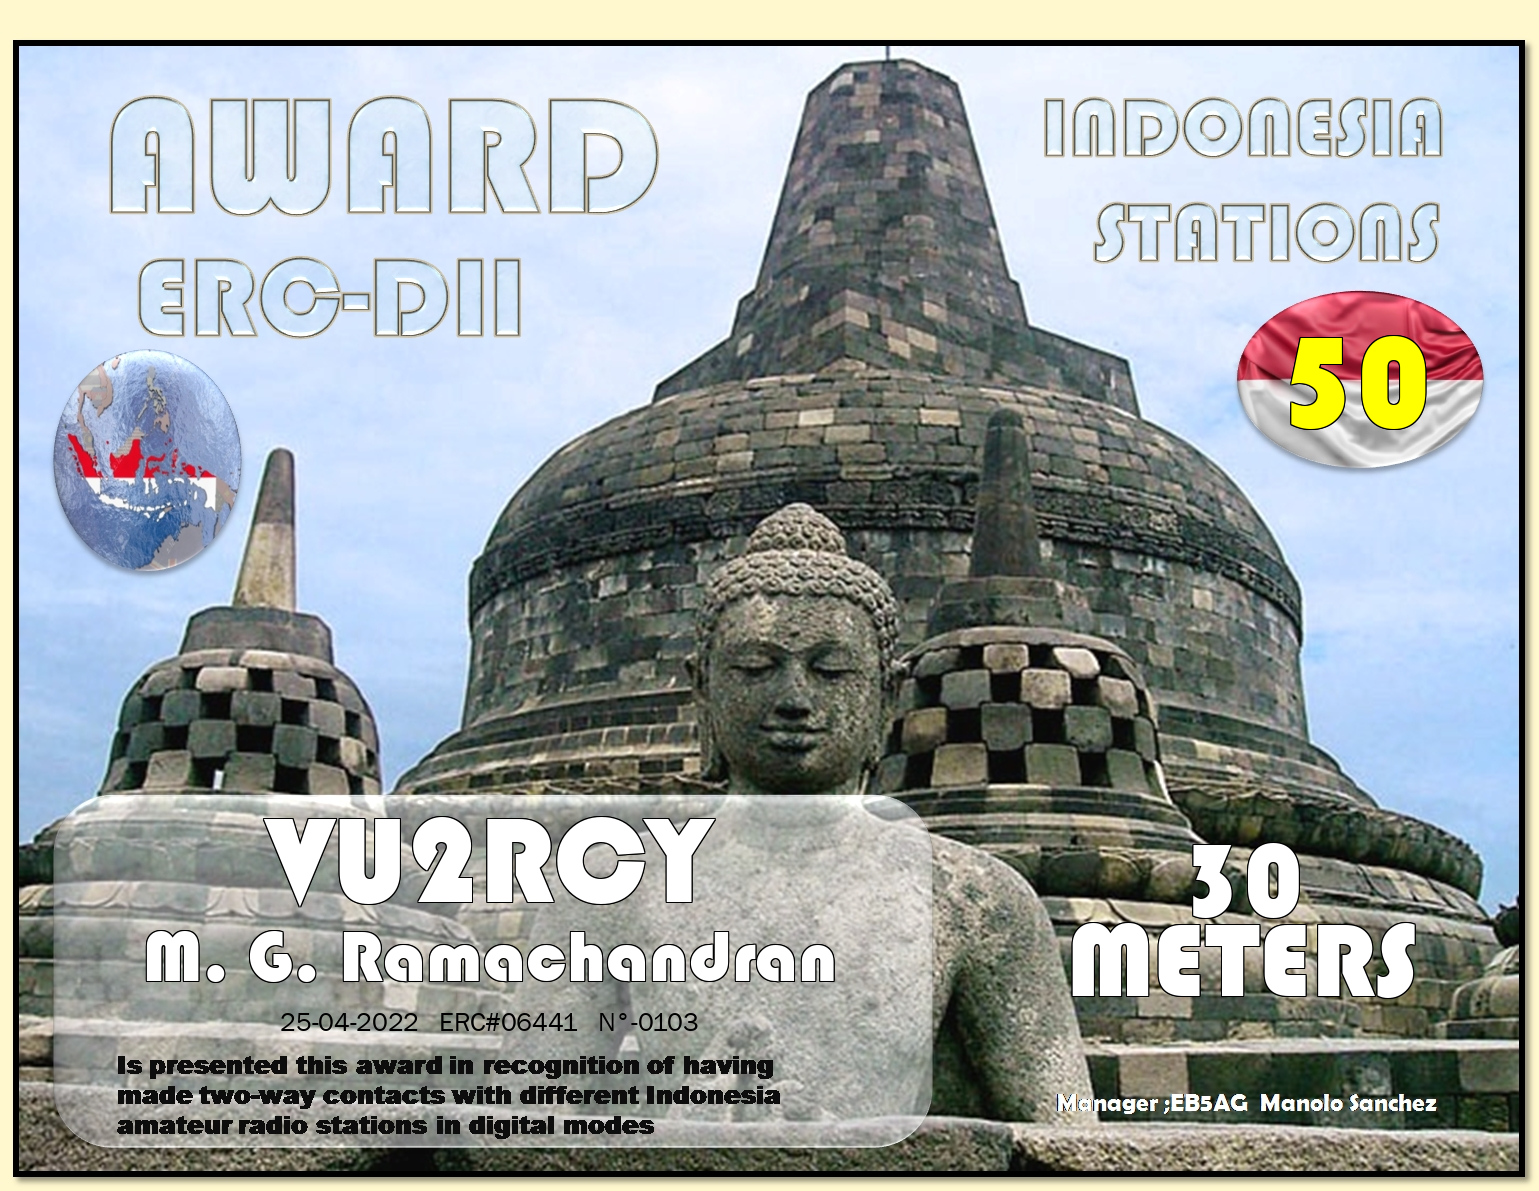 AWARD
ERC-DII
INDONESIA
STATIONS
50
VU2RCY
M. G. Ramachandran
25-04-2022 ERC#06441 N°-0103
Is presented this award in recognition of having
made two-way contacts with different Indonesia
amateur radio stations in digital modes
30
METERS
Manager ;EB5AG Manolo Sanchez